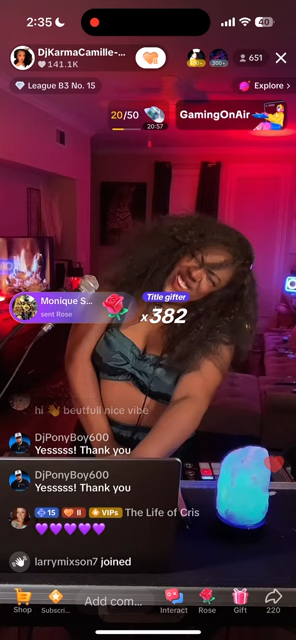 2:35
40
DjKarmaCamille-...
141.1K
100+
300+
651
League B3 No. 15
Explore >
20/50
20:57
GamingOnAir
Monique S...
sent Rose
Title gifter
x382
hi 👋 beutfull nice vibe
DjPonyBoy600
Yesssss! Thank you
DjPonyBoy600
Yesssss! Thank you
15 II VIPs The Life of Cris
💜💜💜💜💜
larrymixson7 joined
Shop
Subscri...
Add com...
Interact
Rose
Gift
220